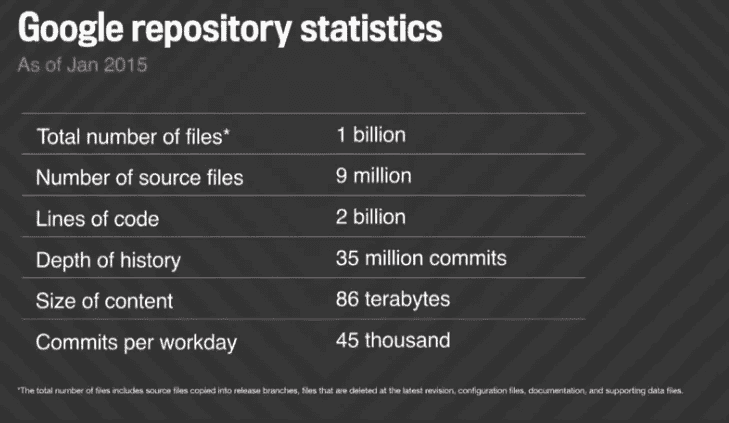 Google repository statistics
As of Jan 2015
Total number of files* 1 billion
Number of source files 9 million
Lines of code 2 billion
Depth of history 35 million commits
Size of content 86 terabytes
Commits per workday 45 thousand
*The total number of files includes source files copied into release branches, files that are deleted at the latest revision, configuration files, documentation, and supporting data files.